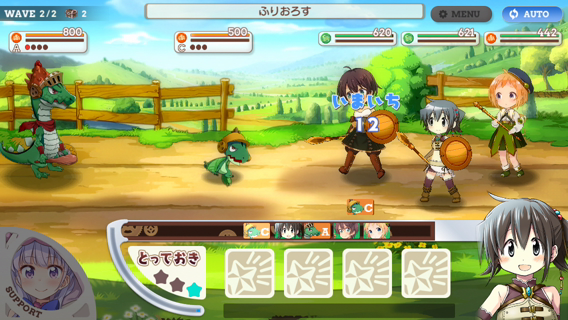 WAVE 2/2 2
ふりおろす
MENU
AUTO
800
A
500
C
620
621
442
いまいち
12
C
C A
とっておき
SUPPORT